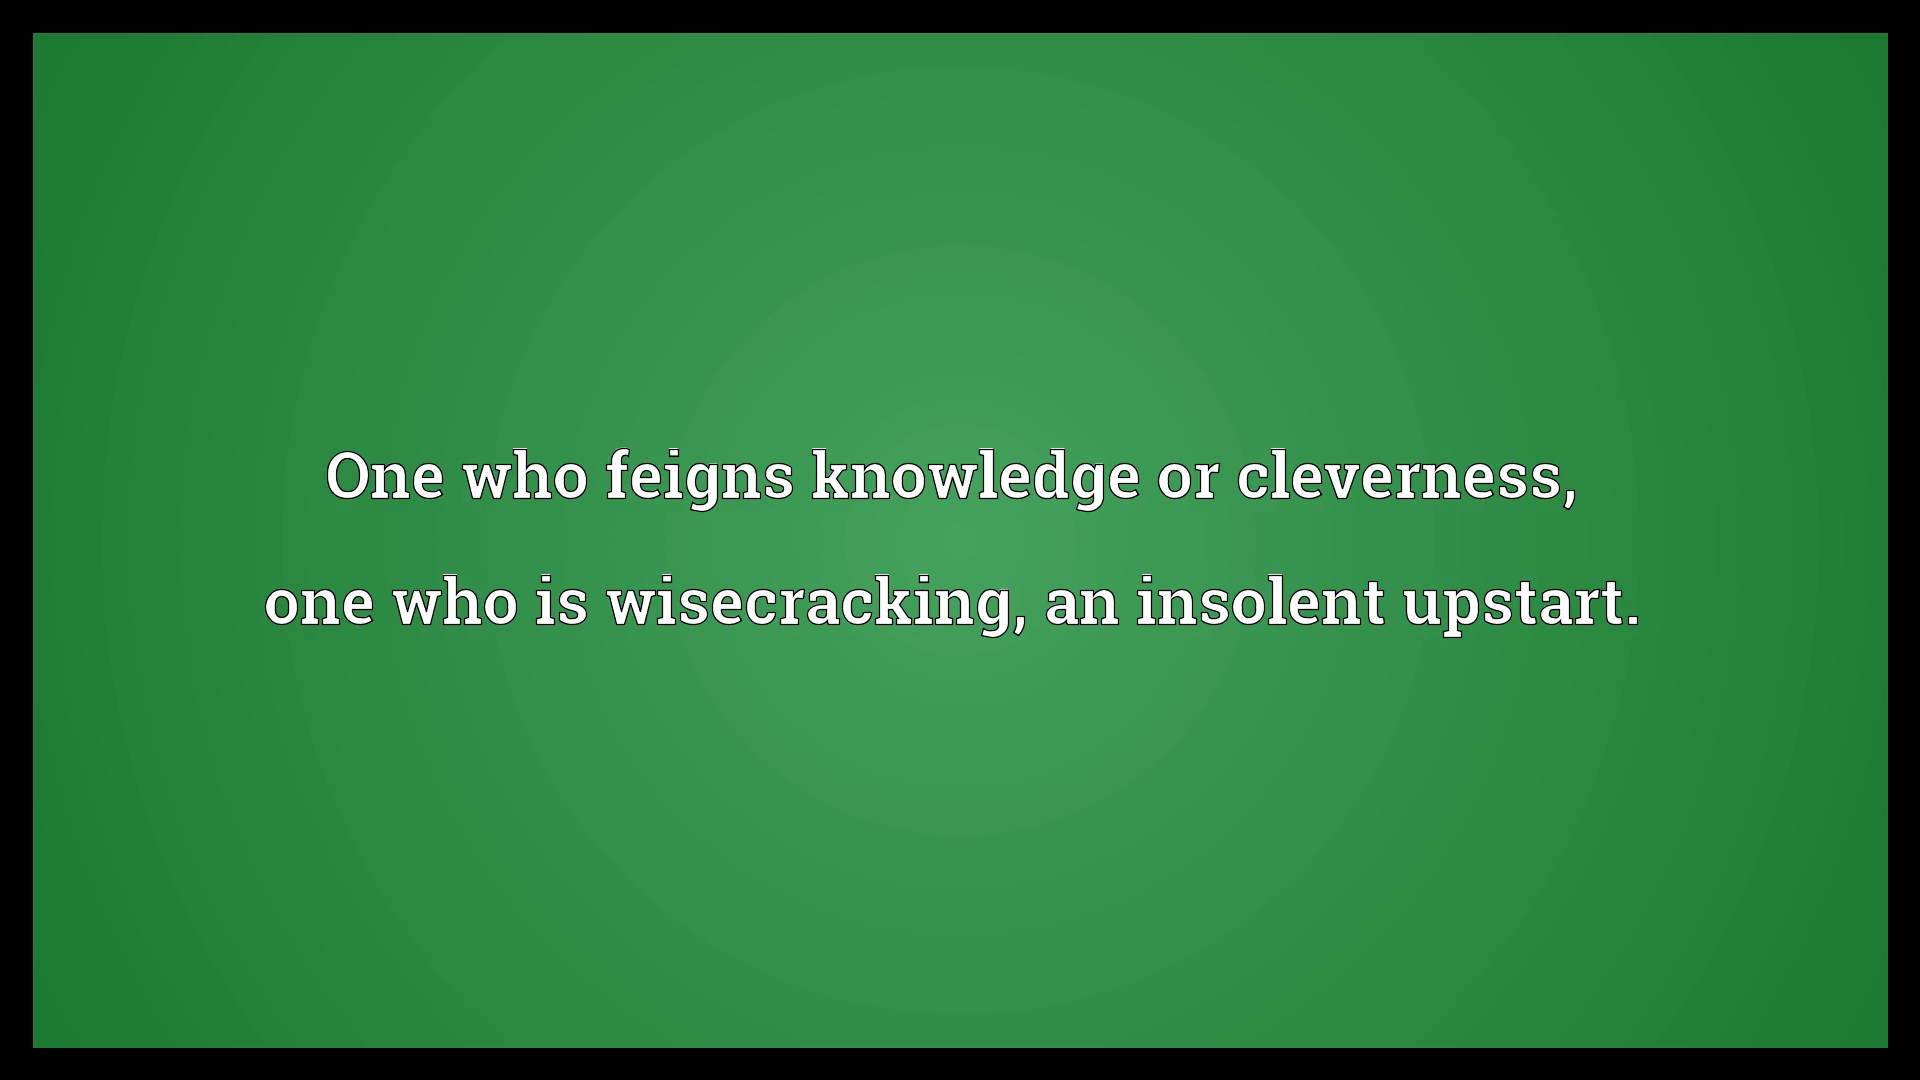 One who feigns knowledge or cleverness,
one who is wisecracking, an insolent upstart.